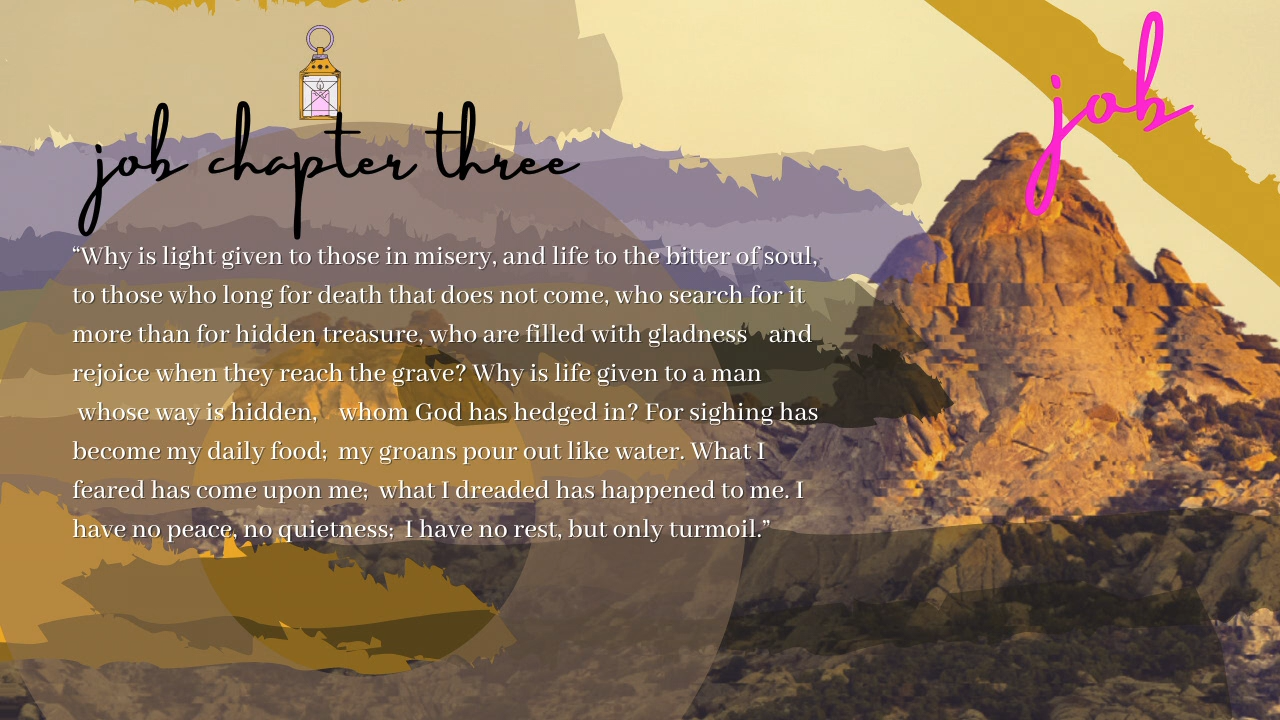 job
job chapter three
“Why is light given to those in misery, and life to the bitter of soul,
to those who long for death that does not come, who search for it
more than for hidden treasure, who are filled with gladness and
rejoice when they reach the grave? Why is life given to a man
whose way is hidden, whom God has hedged in? For sighing has
become my daily food; my groans pour out like water. What I
feared has come upon me; what I dreaded has happened to me. I
have no peace, no quietness; I have no rest, but only turmoil.”